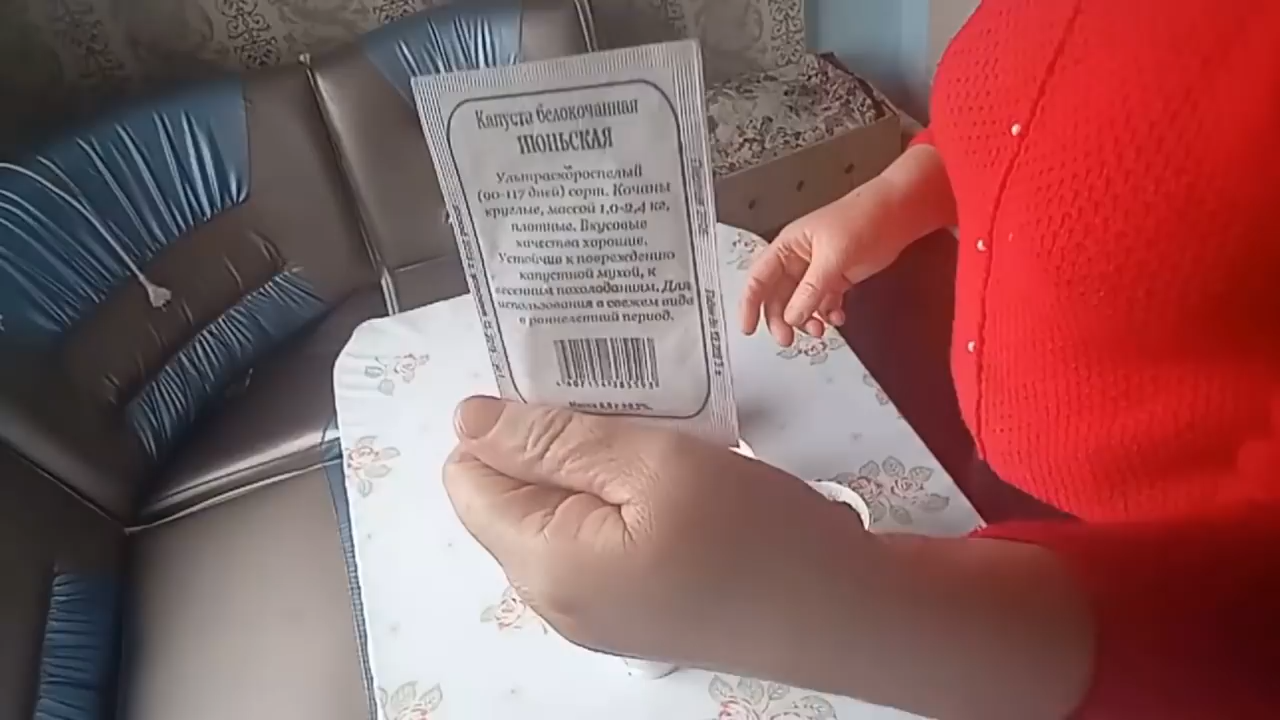 Капуста белокочанная
ИЮНЬСКАЯ
Ультраскороспелый
(90-117 дней) сорт. Кочаны
круглые, массой 1,0-2,4 кг,
плотные. Вкусовые
качества хорошие.
Устойчив к повреждению
капустной мухой, к
весенним похолоданиям. Для
использования в свежем виде
в раннелетний период.
Масса